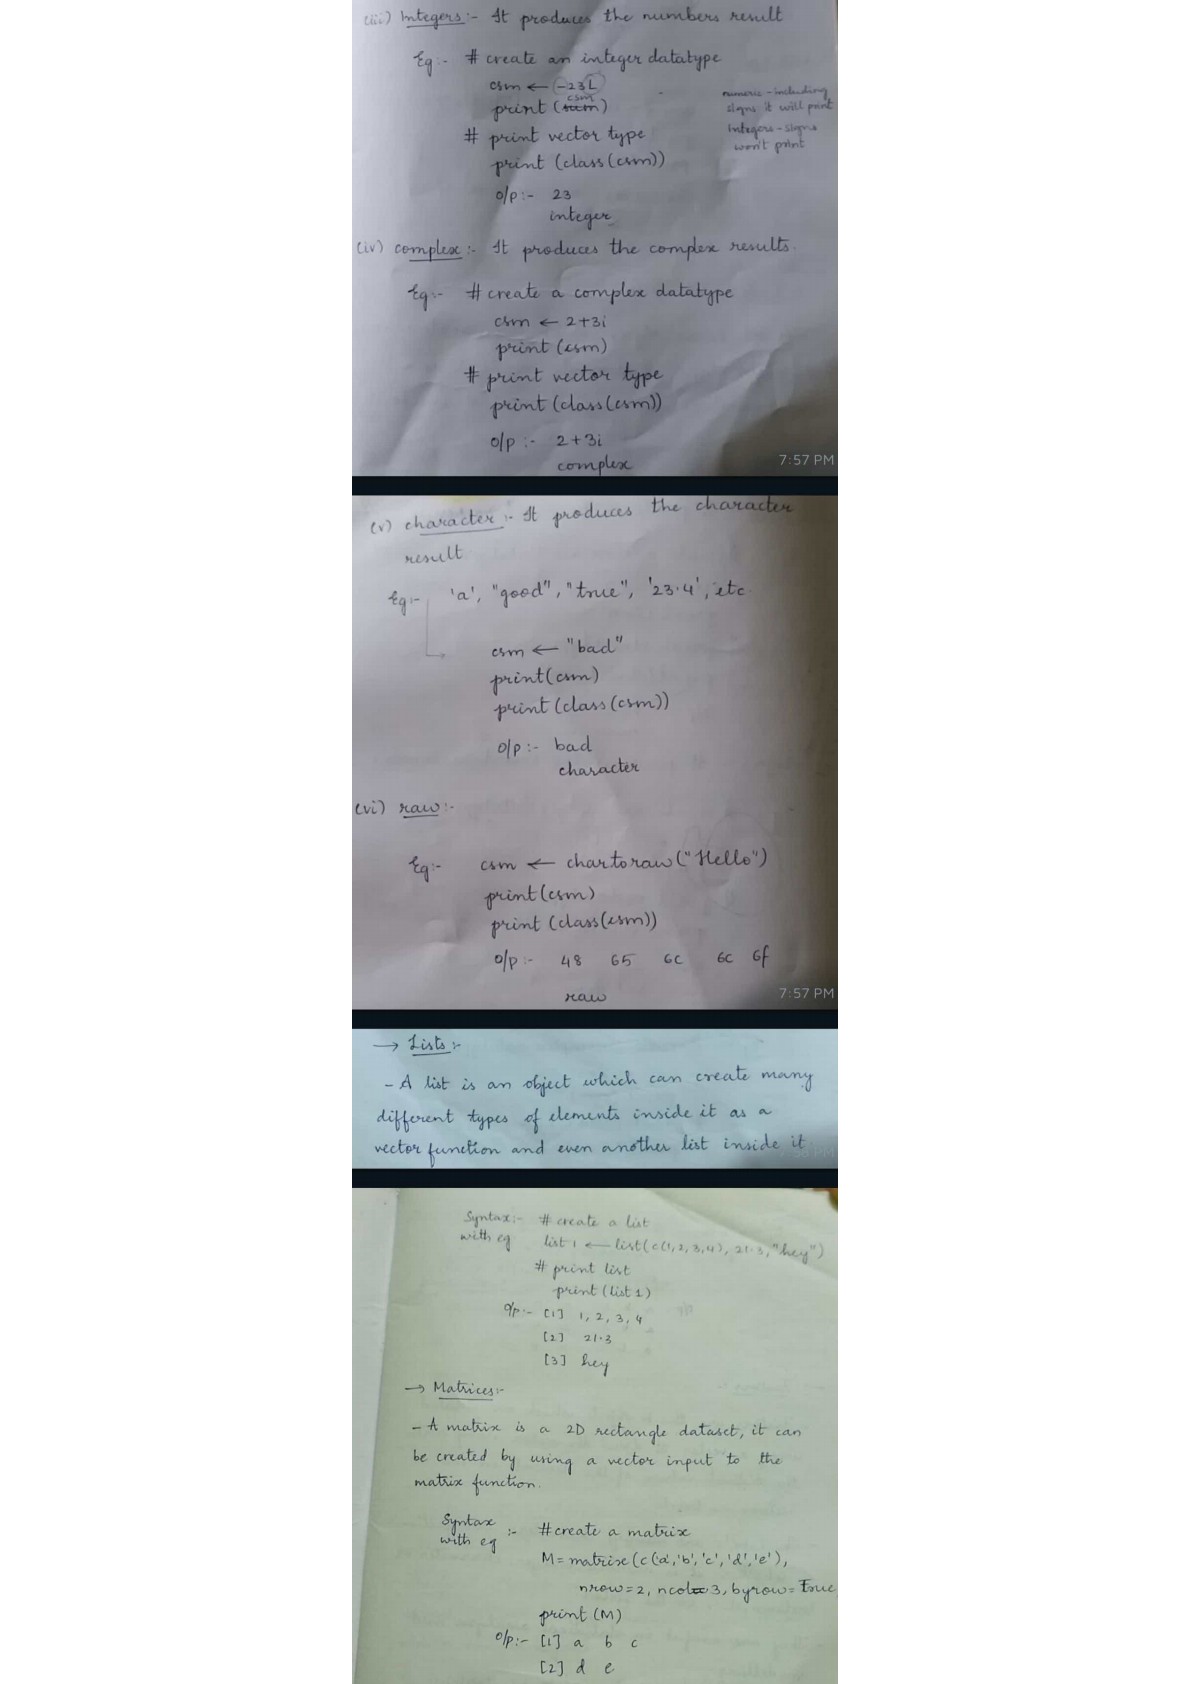 (iii) Integers :- It produces the numbers result
Eg :- # create an integer datatype
csm ← -23L
print (csm)
numeric - including
signs it will print
Integers - signs
won't print
# print vector type
print (class (csm))
o/p :- 23
integer
(iv) complex :- It produces the complex results.
Eg :- # create a complex datatype
csm ← 2+3i
print (csm)
# print vector type
print (class (csm))
o/p :- 2+3i
complex
7:57 PM
(v) character :- It produces the character
result
Eg :- 'a', "good", "true", '23.4', etc
csm ← "bad"
print (csm)
print (class (csm))
o/p :- bad
character
(vi) raw :-
Eg :- csm ← chartoraw ("Hello")
print (csm)
print (class (csm))
o/p :- 48 65 6c 6c 6f
raw
7:57 PM
→ Lists :-
- A list is an object which can create many
different types of elements inside it as a
vector function and even another list inside it
PM
Syntax :- # create a list
with eg list 1 ← list (c(1,2,3,4), 21.3, "hey")
# print list
print (list 1)
o/p :- [1] 1, 2, 3, 4
[2] 21.3
[3] hey
→ Matrices :-
- A matrix is a 2D rectangle dataset, it can
be created by using a vector input to the
matrix function.
Syntax
with eg :- # create a matrix
M = matrix (c ('a', 'b', 'c', 'd', 'e'),
nrow = 2, ncol = 3, byrow = True
print (M)
o/p :- [1] a b c
[2] d e